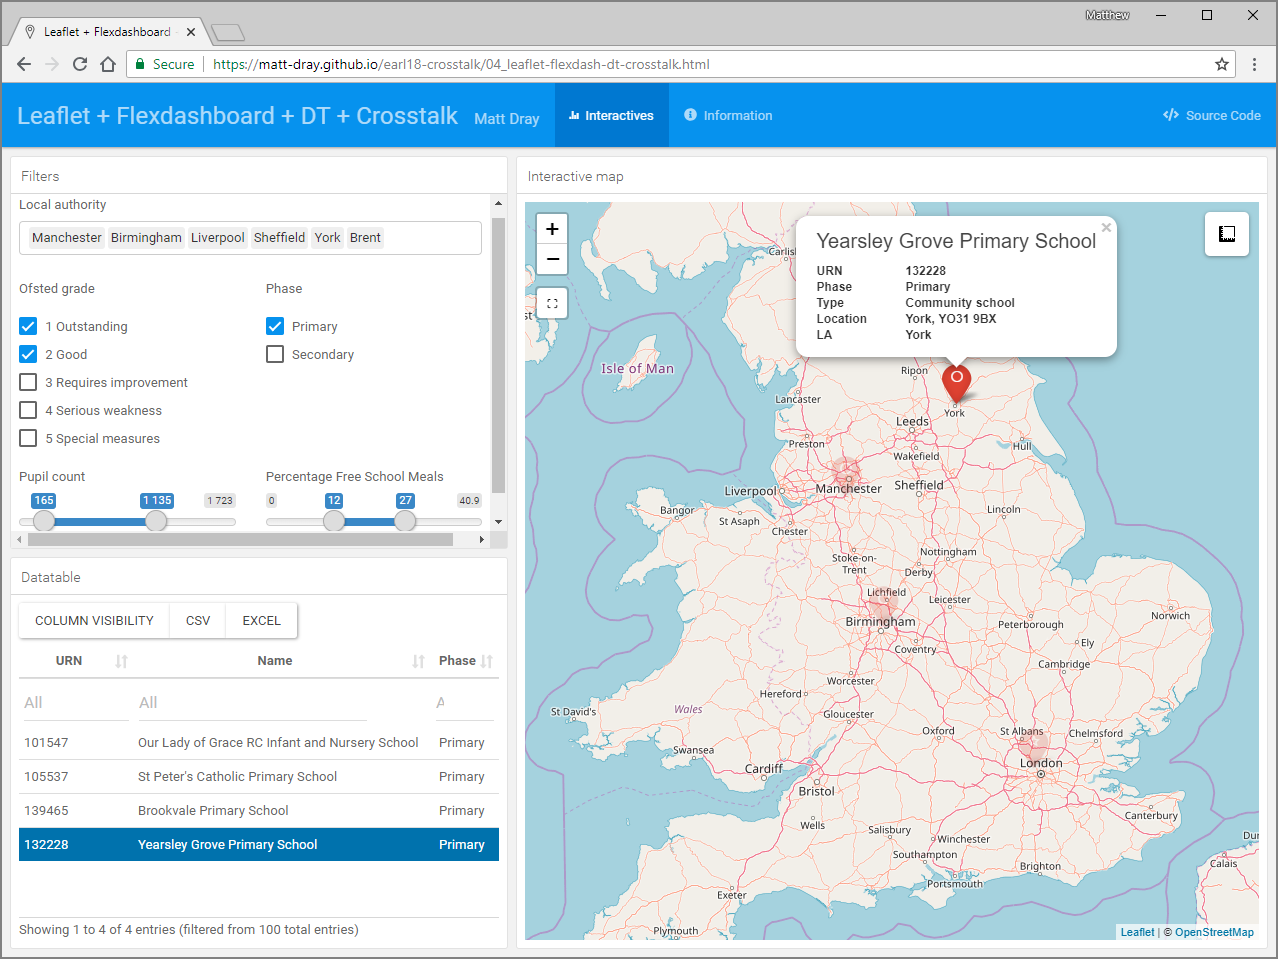 Matthew
Leaflet + Flexdashboard
Secure
https://matt-dray.github.io/earl18-crosstalk/04_leaflet-flexdash-dt-crosstalk.html
Leaflet + Flexdashboard + DT + Crosstalk Matt Dray Interactives Information Source Code
Filters
Local authority
Manchester Birmingham Liverpool Sheffield York Brent
Ofsted grade Phase
1 Outstanding Primary
2 Good Secondary
3 Requires improvement
4 Serious weakness
5 Special measures
Pupil count Percentage Free School Meals
165 1 135 1 723 0 12 27 40.9
Datatable
COLUMN VISIBILITY CSV EXCEL
URN Name Phase
All All A
101547 Our Lady of Grace RC Infant and Nursery School Primary
105537 St Peter's Catholic Primary School Primary
139465 Brookvale Primary School Primary
132228 Yearsley Grove Primary School Primary
Showing 1 to 4 of 4 entries (filtered from 100 total entries)
Interactive map
+
−
Yearsley Grove Primary School ×
URN 132228
Phase Primary
Type Community school
Location York, YO31 9BX
LA York
Isle of Man
Ripon
Lancaster
York
Leeds
Preston
Hull
Wakefield
Manchester
Sheffield
Liverpool
Bangor
St Asaph
Lincoln
Chester
Stoke-on-
Trent
Nottingham
Derby
Lichfield
Leicester
Norwich
Birmingham
Peterborough
Ely
Coventry
Cambridge
Worcester
Hereford
Wales
St David's
Gloucester
Oxford
St Albans
Chelmsford
Swansea
Cardiff
London
Bristol
Canterbury
Wells
Salisbury
Winchester
Southampton
Brighton
Calais
Portsmouth
Exeter
Plymouth
Leaflet | © OpenStreetMap